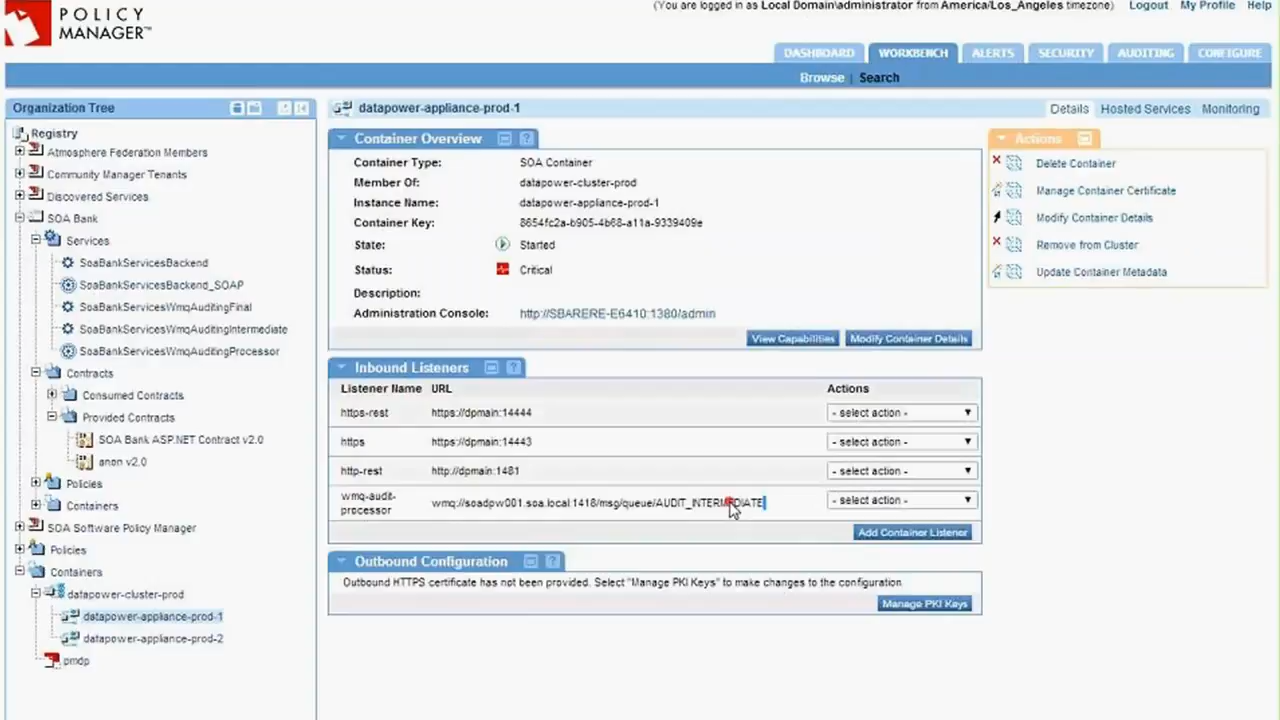 (You are logged in as Local Domain\administrator from America/Los_Angeles timezone) Logout My Profile Help
POLICY
MANAGER™
DASHBOARD WORKBENCH ALERTS SECURITY AUDITING CONFIGURE
Browse | Search
Organization Tree
Registry
Atmosphere Federation Members
Community Manager Tenants
Discovered Services
SOA Bank
Services
SoaBankServicesBackend
SoaBankServicesBackend_SOAP
SoaBankServicesWmqAuditingFinal
SoaBankServicesWmqAuditingIntermediate
SoaBankServicesWmqAuditingProcessor
Contracts
Consumed Contracts
Provided Contracts
SOA Bank ASP.NET Contract v2.0
anon v2.0
Policies
Containers
SOA Software Policy Manager
Policies
Containers
datapower-cluster-prod
datapower-appliance-prod-1
datapower-appliance-prod-2
pmdp
datapower-appliance-prod-1
Details Hosted Services Monitoring
Container Overview
Container Type: SOA Container
Member Of: datapower-cluster-prod
Instance Name: datapower-appliance-prod-1
Container Key: 8654fc2a-b905-4b68-a11a-9339409e
State: Started
Status: Critical
Description:
Administration Console: http://SBARERE-E6410:1380/admin
View Capabilities Modify Container Details
Inbound Listeners
Listener Name URL Actions
https-rest https://dpmain:14444 - select action -
https https://dpmain:14443 - select action -
http-rest http://dpmain:1481 - select action -
wmq-audit-
processor wmq://soadpw001.soa.local:1418/msg/queue/AUDIT_INTERMEDIATE - select action -
Add Container Listener
Outbound Configuration
Outbound HTTPS certificate has not been provided. Select "Manage PKI Keys" to make changes to the configuration.
Manage PKI Keys
Actions
Delete Container
Manage Container Certificate
Modify Container Details
Remove from Cluster
Update Container Metadata